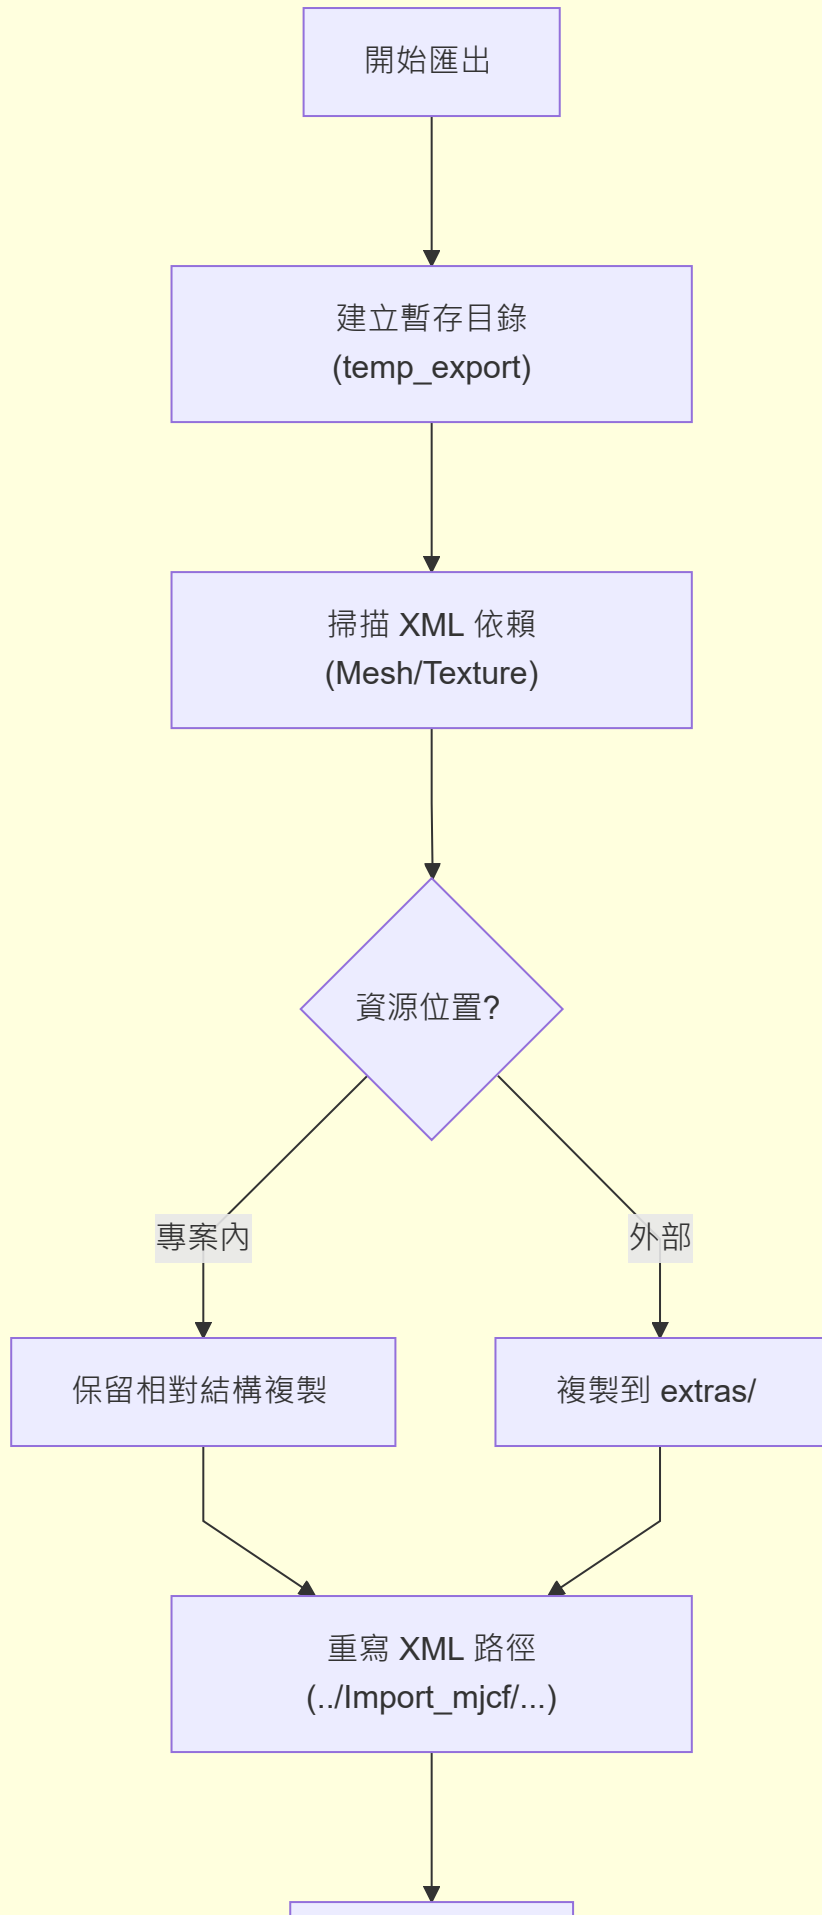 開始匯出
建立暫存目錄
(temp_export)
掃描 XML 依賴
(Mesh/Texture)
資源位置?
專案內
外部
保留相對結構複製
複製到 extras/
重寫 XML 路徑
(../Import_mjcf/...)